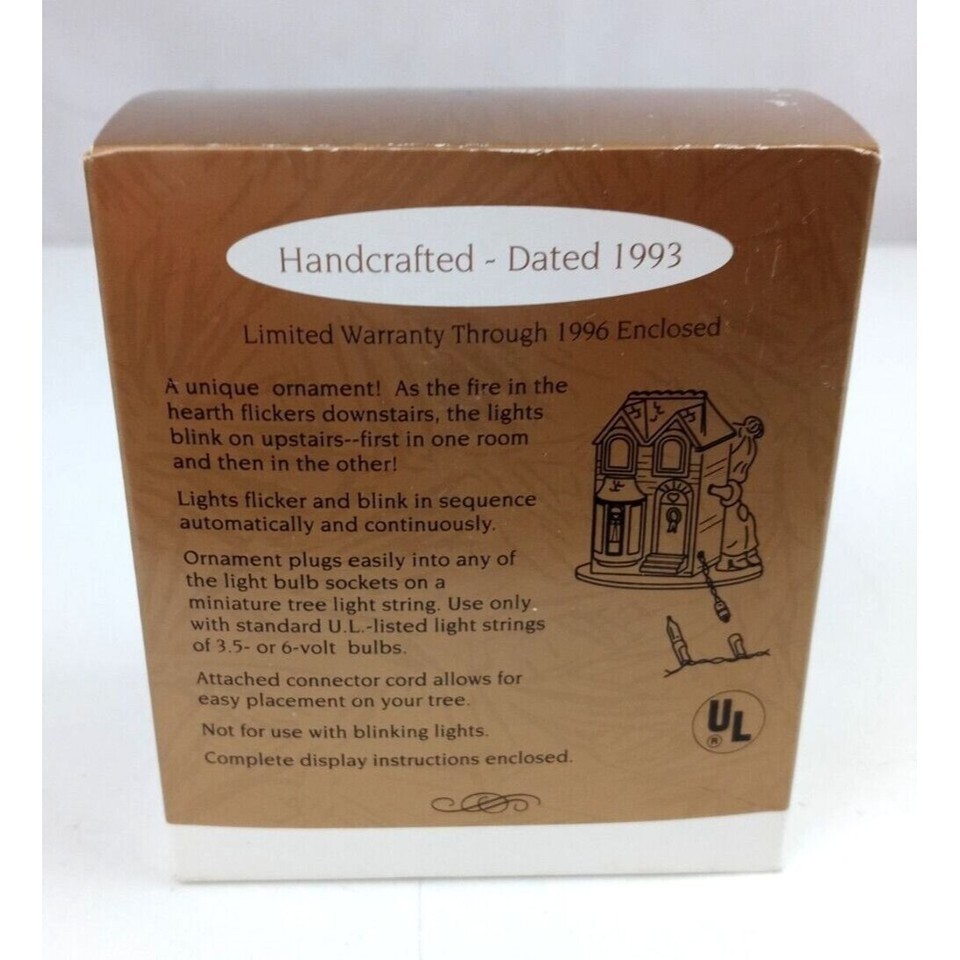 Handcrafted - Dated 1993
Limited Warranty Through 1996 Enclosed
A unique ornament! As the fire in the
hearth flickers downstairs, the lights
blink on upstairs--first in one room
and then in the other!
Lights flicker and blink in sequence
automatically and continuously.
Ornament plugs easily into any of
the light bulb sockets on a
miniature tree light string. Use only
with standard U.L.-listed light strings
of 3.5- or 6-volt bulbs.
Attached connector cord allows for
easy placement on your tree.
Not for use with blinking lights.
Complete display instructions enclosed.
UL
®